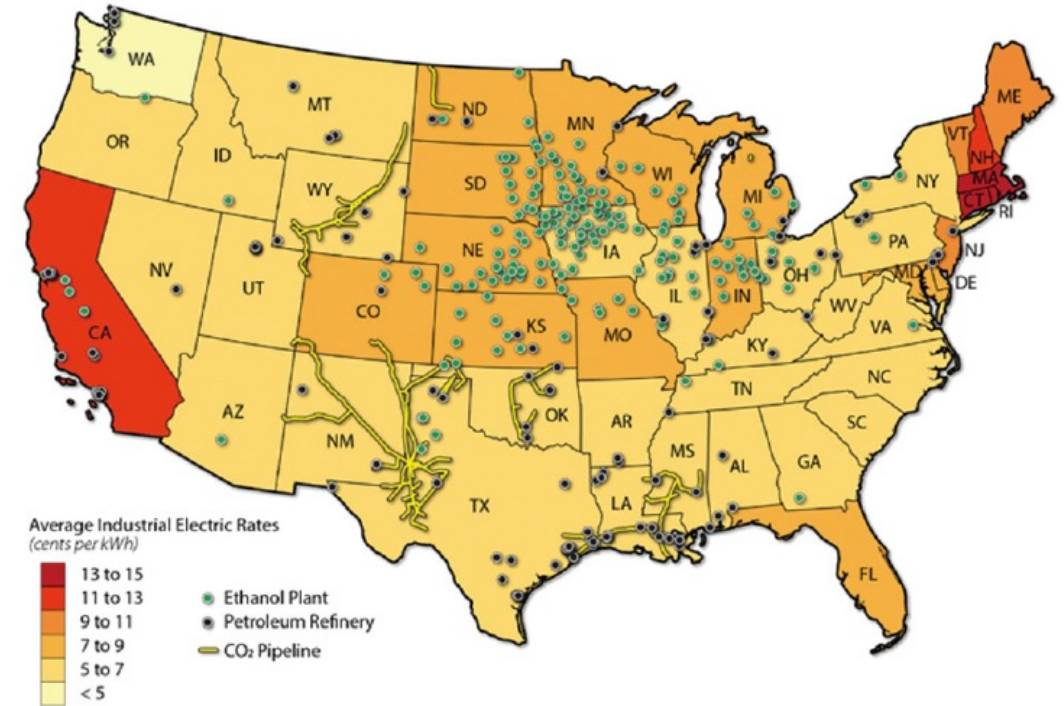 WA
MT
ND
MN
ME
VT
NH
MA
CT
RI
OR
ID
WY
SD
WI
MI
NY
NE
IA
PA
NJ
NV
UT
CO
IL
IN
OH
MD
DE
CA
KS
MO
WV
VA
KY
AZ
NM
OK
AR
TN
NC
SC
MS
AL
GA
TX
LA
FL
Average Industrial Electric Rates
(cents per kWh)
13 to 15
11 to 13
9 to 11
7 to 9
5 to 7
< 5
Ethanol Plant
Petroleum Refinery
CO₂ Pipeline